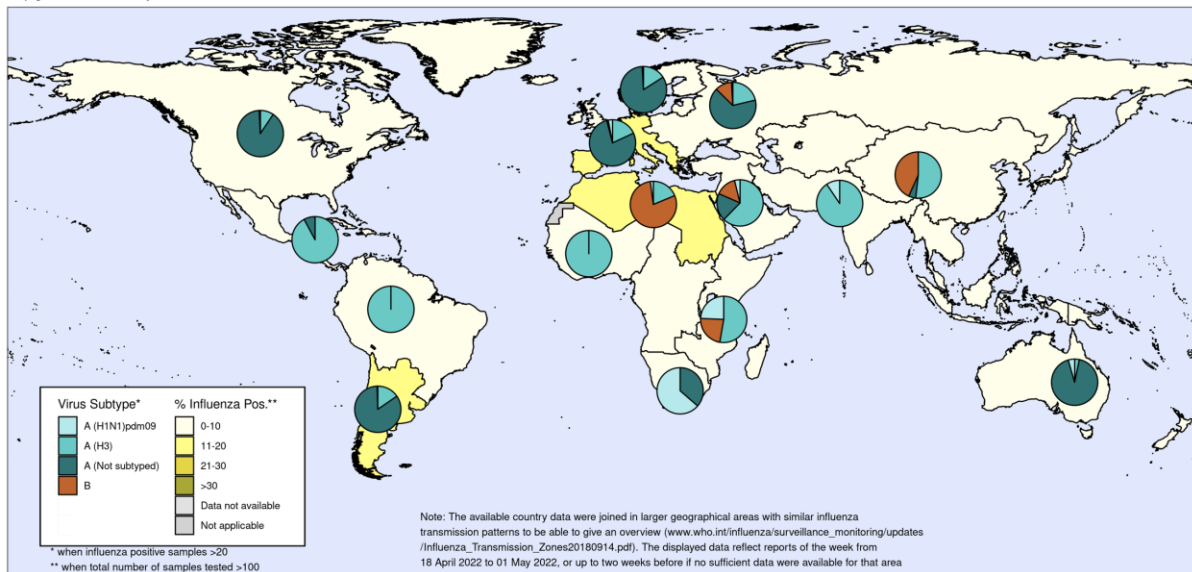 Virus Subtype*
A (H1N1)pdm09
A (H3)
A (Not subtyped)
B
% Influenza Pos.**
0-10
11-20
21-30
>30
Data not available
Not applicable
* when influenza positive samples >20
** when total number of samples tested >100
Note: The available country data were joined in larger geographical areas with similar influenza
transmission patterns to be able to give an overview (www.who.int/influenza/surveillance_monitoring/updates
/Influenza_Transmission_Zones20180914.pdf). The displayed data reflect reports of the week from
18 April 2022 to 01 May 2022, or up to two weeks before if no sufficient data were available for that area